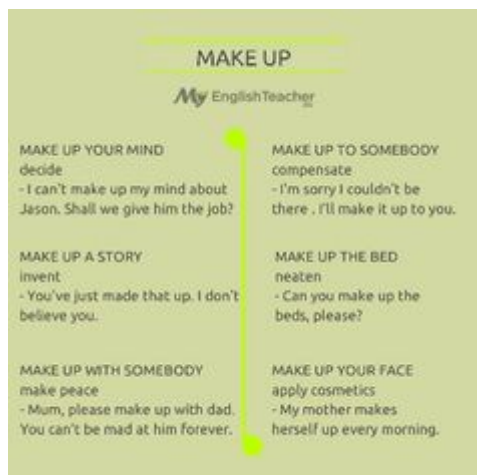 MAKE UP
My EnglishTeacher
MAKE UP YOUR MIND
decide
- I can't make up my mind about
Jason. Shall we give him the job?
MAKE UP A STORY
invent
- You've just made that up. I don't
believe you.
MAKE UP WITH SOMEBODY
make peace
- Mum, please make up with dad.
You can't be mad at him forever.
MAKE UP TO SOMEBODY
compensate
- I'm sorry I couldn't be
there . I'll make it up to you.
MAKE UP THE BED
neaten
- Can you make up the
beds, please?
MAKE UP YOUR FACE
apply cosmetics
- My mother makes
herself up every morning.